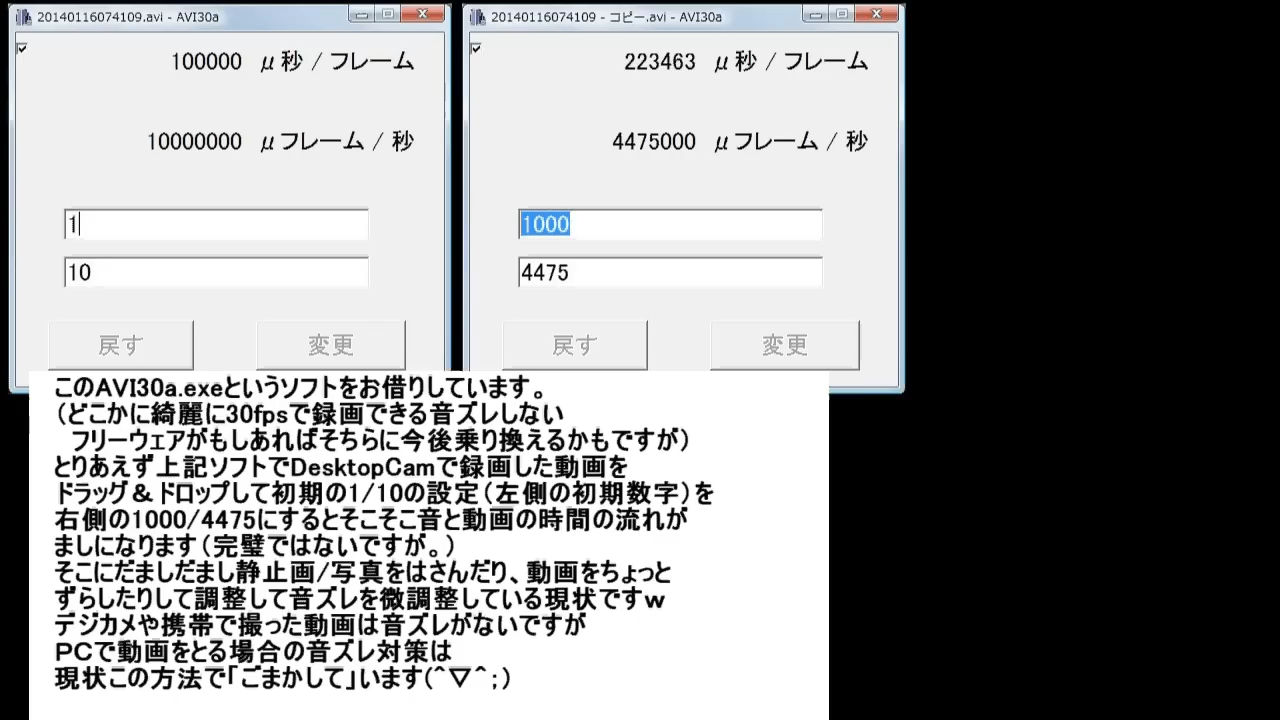 20140116074109.avi - AVI30a
100000 μ秒 / フレーム
10000000 μフレーム / 秒
1
10
戻す 変更
20140116074109 - コピー.avi - AVI30a
223463 μ秒 / フレーム
4475000 μフレーム / 秒
1000
4475
戻す 変更
このAVI30a.exeというソフトをお借りしています。
（どこかに綺麗に30fpsで録画できる音ズレしない
フリーウェアがもしあればそちらに今後乗り換えるかもですが）
とりあえず上記ソフトでDesktopCamで録画した動画を
ドラッグ＆ドロップして初期の1/10の設定（左側の初期数字）を
右側の1000/4475にするとそこそこ音と動画の時間の流れが
ましになります（完璧ではないですが。）
そこにだましだまし静止画/写真をはさんだり、動画をちょっと
ずらしたりして調整して音ズレを微調整している現状ですｗ
デジカメや携帯で撮った動画は音ズレがないですが
ＰＣで動画をとる場合の音ズレ対策は
現状この方法で「ごまかして」います(^▽^;)